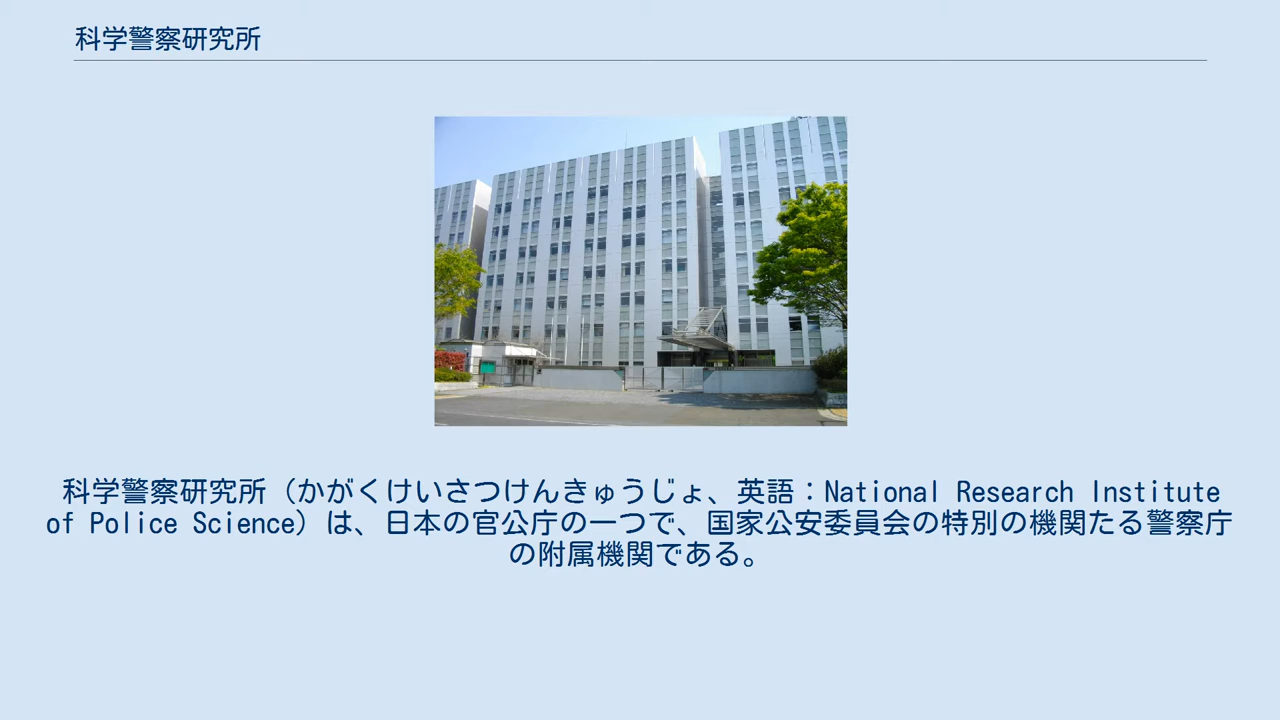 科学警察研究所
科学警察研究所（かがくけいさつけんきゅうじょ、英語：National Research Institute
of Police Science）は、日本の官公庁の一つで、国家公安委員会の特別の機関たる警察庁
の附属機関である。